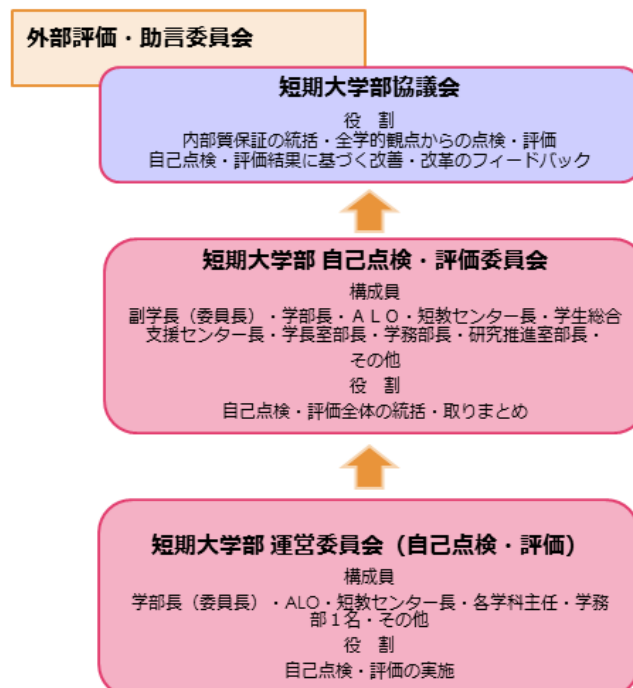 外部評価・助言委員会
短期大学部協議会
役　割
内部質保証の統括・全学的観点からの点検・評価
自己点検・評価結果に基づく改善・改革のフィードバック
短期大学部 自己点検・評価委員会
構成員
副学長（委員長）・学部長・ＡＬＯ・短教センター長・学生総合
支援センター長・学長室部長・学務部長・研究推進室部長・
その他
役　割
自己点検・評価全体の統括・取りまとめ
短期大学部 運営委員会（自己点検・評価）
構成員
学部長（委員長）・ALO・短教センター長・各学科主任・学務
部１名・その他
役　割
自己点検・評価の実施